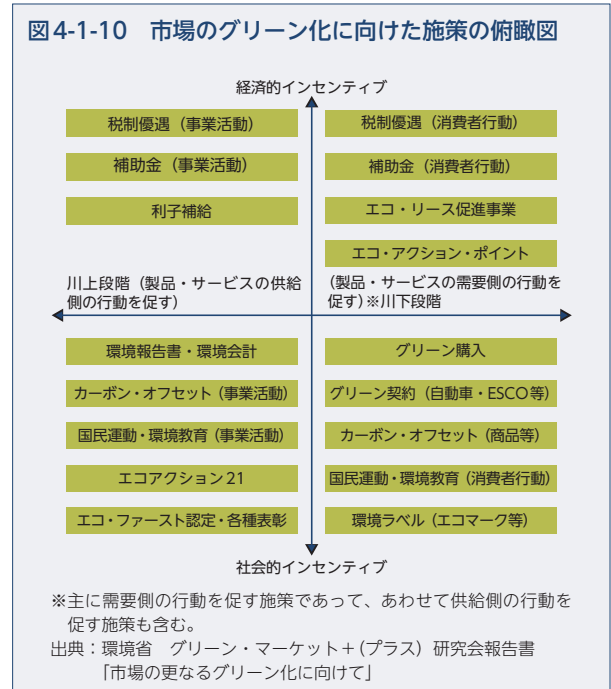 図4-1-10　市場のグリーン化に向けた施策の俯瞰図
経済的インセンティブ
税制優遇（事業活動）
補助金（事業活動）
利子補給
税制優遇（消費者行動）
補助金（消費者行動）
エコ・リース促進事業
エコ・アクション・ポイント
川上段階（製品・サービスの供給
側の行動を促す）
（製品・サービスの需要側の行動を
促す）※川下段階
環境報告書・環境会計
カーボン・オフセット（事業活動）
国民運動・環境教育（事業活動）
エコアクション21
エコ・ファースト認定・各種表彰
グリーン購入
グリーン契約（自動車・ESCO等）
カーボン・オフセット（商品等）
国民運動・環境教育（消費者行動）
環境ラベル（エコマーク等）
社会的インセンティブ
※主に需要側の行動を促す施策であって、あわせて供給側の行動を
促す施策も含む。
出典：環境省　グリーン・マーケット＋（プラス）研究会報告書
「市場の更なるグリーン化に向けて」